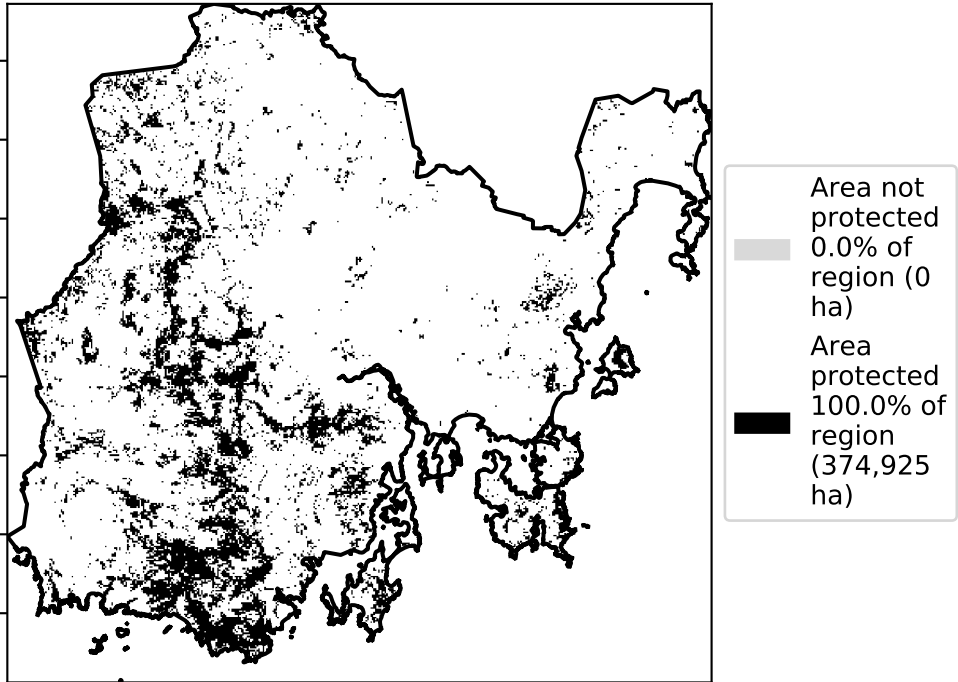 Area not
protected
0.0% of
region (0
ha)
Area
protected
100.0% of
region
(374,925
ha)